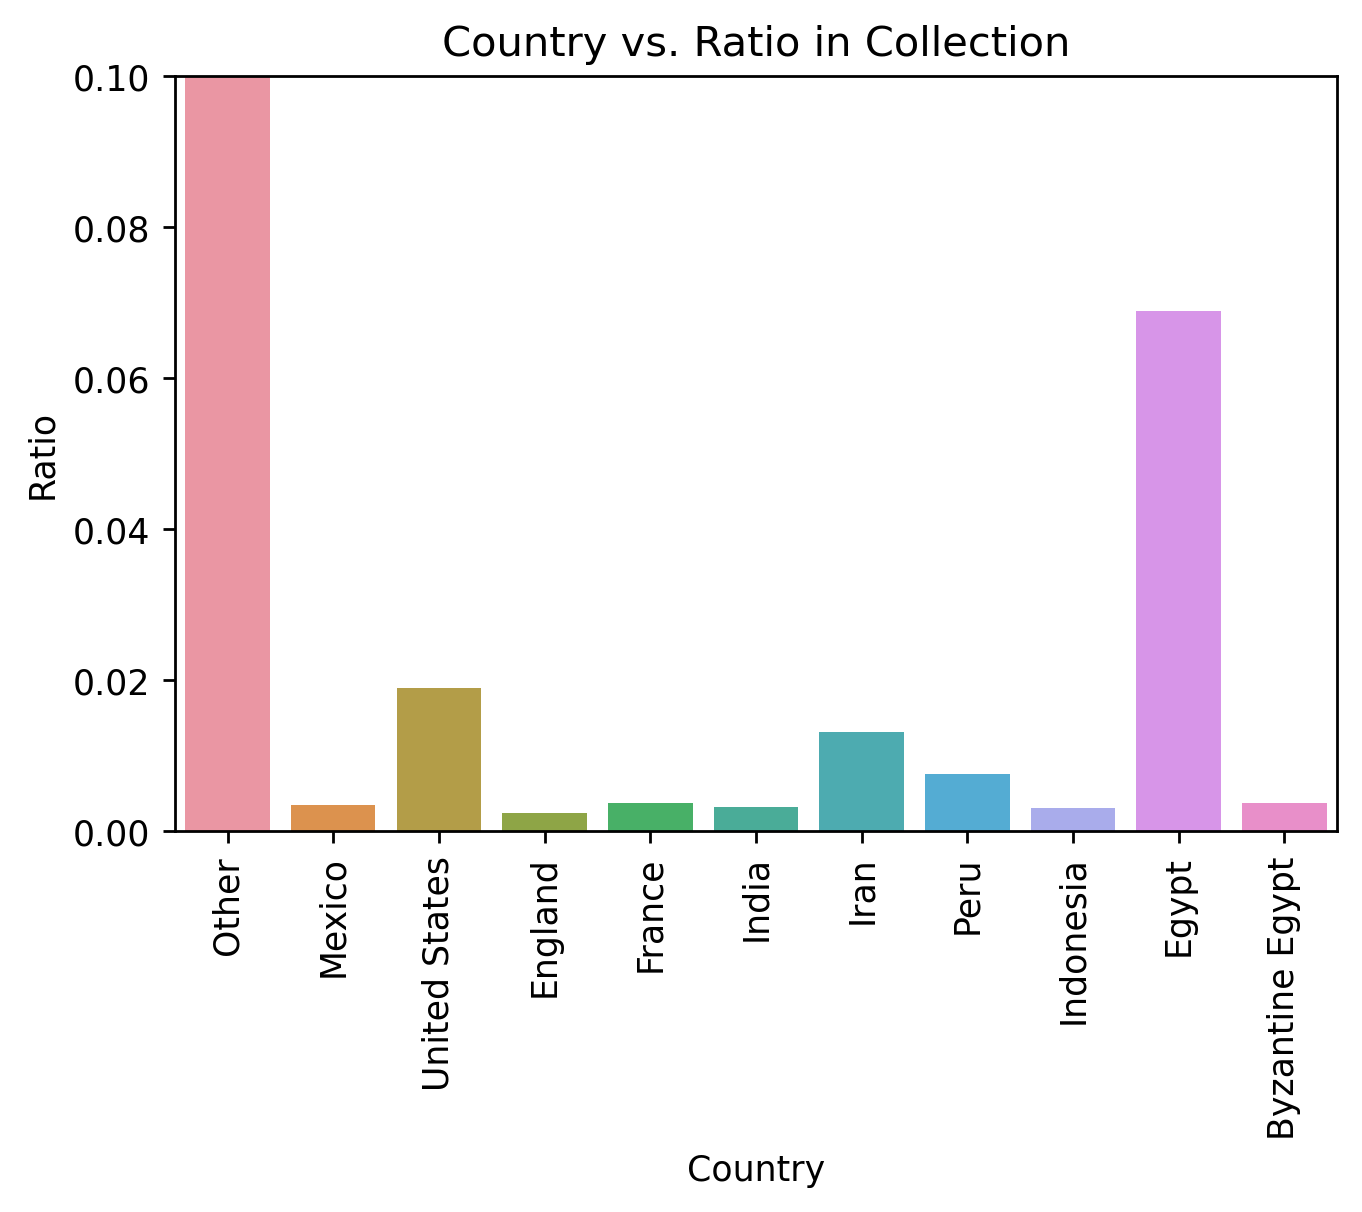 Country vs. Ratio in Collection
0.10
0.08
0.06
0.04
0.02
0.00
Ratio
Other
Mexico
United States
England
France
India
Iran
Peru
Indonesia
Egypt
Byzantine Egypt
Country